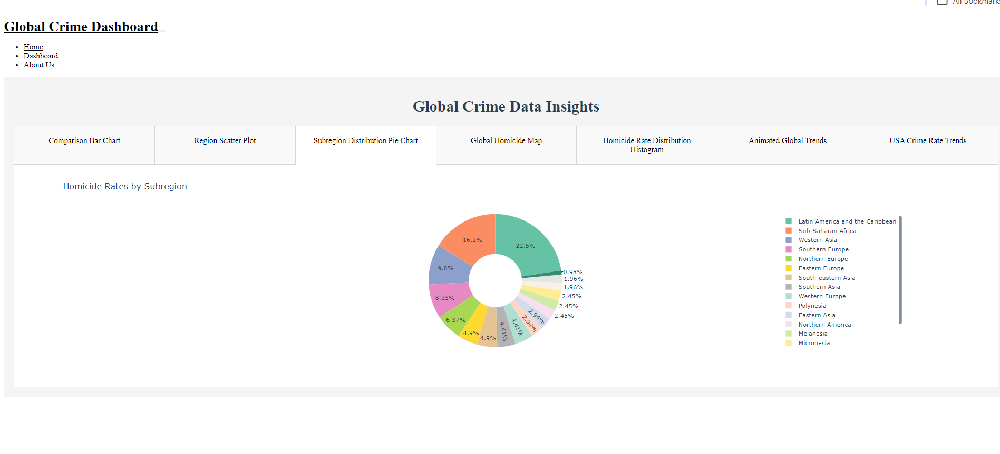 All Bookmarks
Global Crime Dashboard
Home
Dashboard
About Us
Global Crime Data Insights
Comparison Bar Chart
Region Scatter Plot
Subregion Distribution Pie Chart
Global Homicide Map
Homicide Rate Distribution
Histogram
Animated Global Trends
USA Crime Rate Trends
Homicide Rates by Subregion
22.5%
16.2%
9.8%
8.33%
6.37%
4.9%
4.9%
4.41%
4.41%
2.94%
2.94%
2.45%
2.45%
2.45%
1.96%
1.96%
0.98%
Latin America and the Caribbean
Sub-Saharan Africa
Western Asia
Southern Europe
Northern Europe
Eastern Europe
South-eastern Asia
Southern Asia
Western Europe
Polynesia
Eastern Asia
Northern America
Melanesia
Micronesia